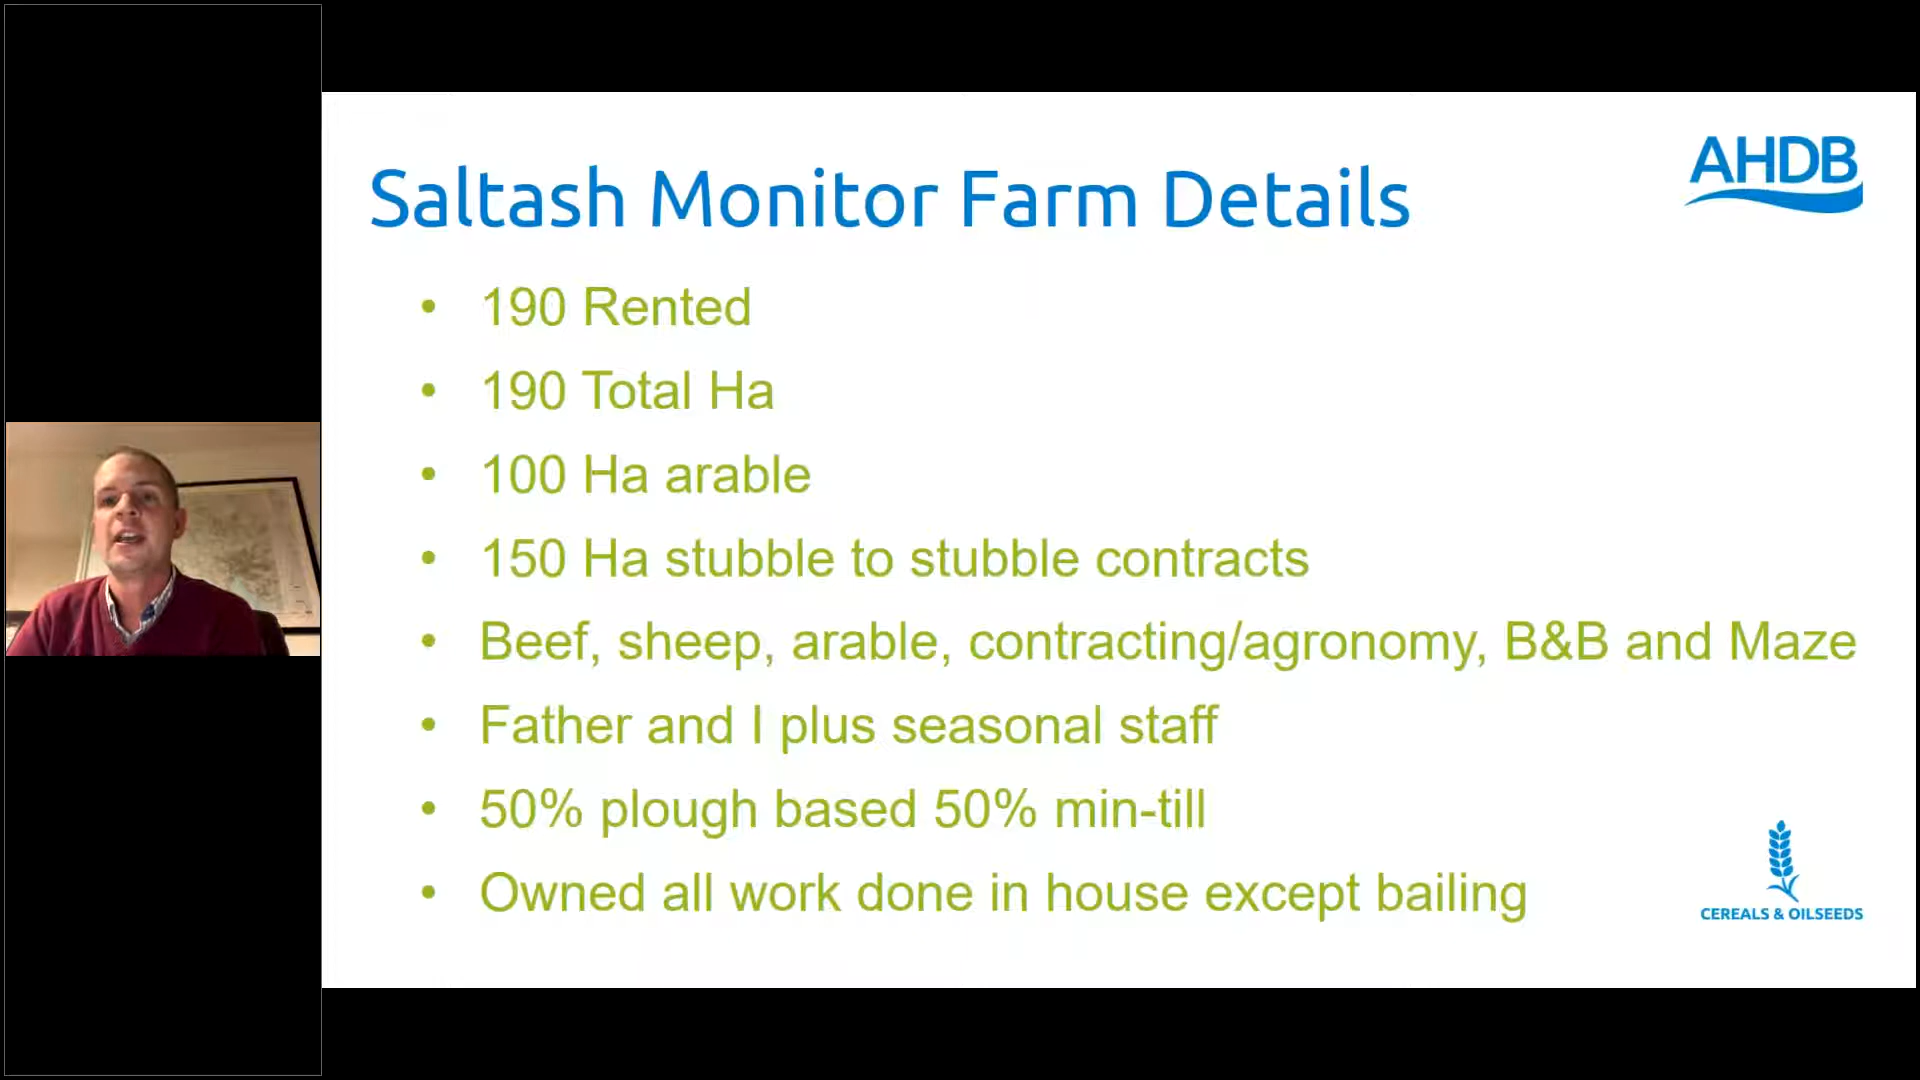 Saltash Monitor Farm Details
AHDB
• 190 Rented
• 190 Total Ha
• 100 Ha arable
• 150 Ha stubble to stubble contracts
• Beef, sheep, arable, contracting/agronomy, B&B and Maze
• Father and I plus seasonal staff
• 50% plough based 50% min-till
• Owned all work done in house except bailing
CEREALS & OILSEEDS